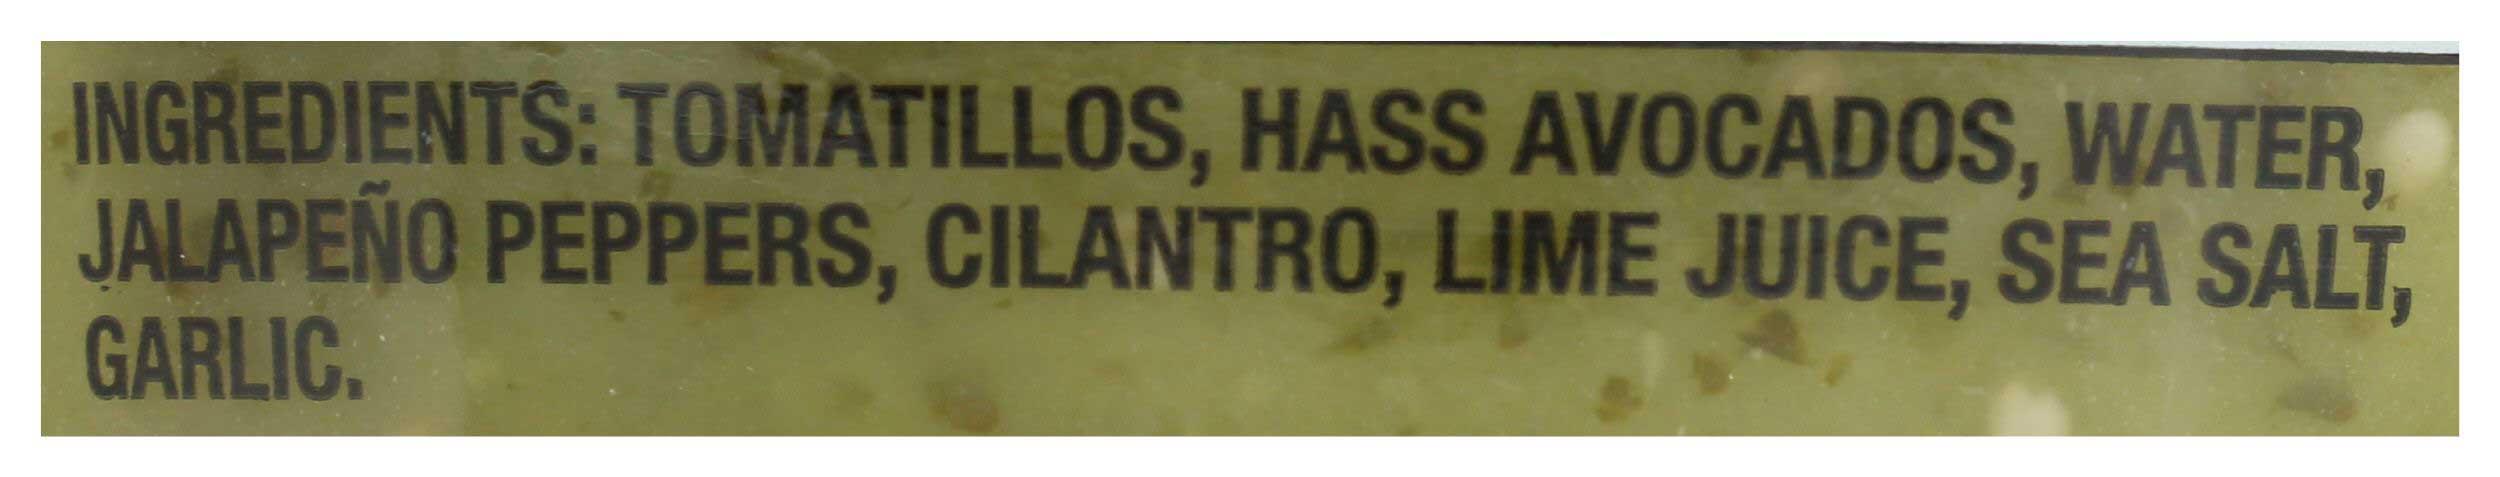 INGREDIENTS: TOMATILLOS, HASS AVOCADOS, WATER,
JALAPEÑO PEPPERS, CILANTRO, LIME JUICE, SEA SALT,
GARLIC.